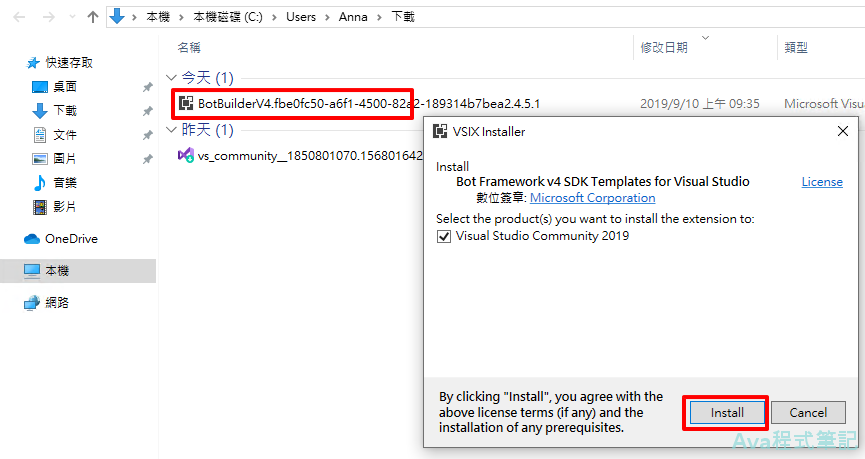 本機 › 本機磁碟 (C:) › Users › Anna › 下載
名稱 修改日期 類型
快速存取
桌面
下載
文件
圖片
音樂
影片
OneDrive
本機
網路
今天 (1)
BotBuilderV4.fbe0fc50-a6f1-4500-82a2-189314b7bea2.4.5.1 2019/9/10 上午 09:35 Microsoft Visu
昨天 (1)
vs_community__1850801070.156801642
VSIX Installer
Install
Bot Framework v4 SDK Templates for Visual Studio License
數位簽章: Microsoft Corporation
Select the product(s) you want to install the extension to:
Visual Studio Community 2019
By clicking "Install", you agree with the
above license terms (if any) and the
installation of any prerequisites.
Install Cancel
Ava程式筆記